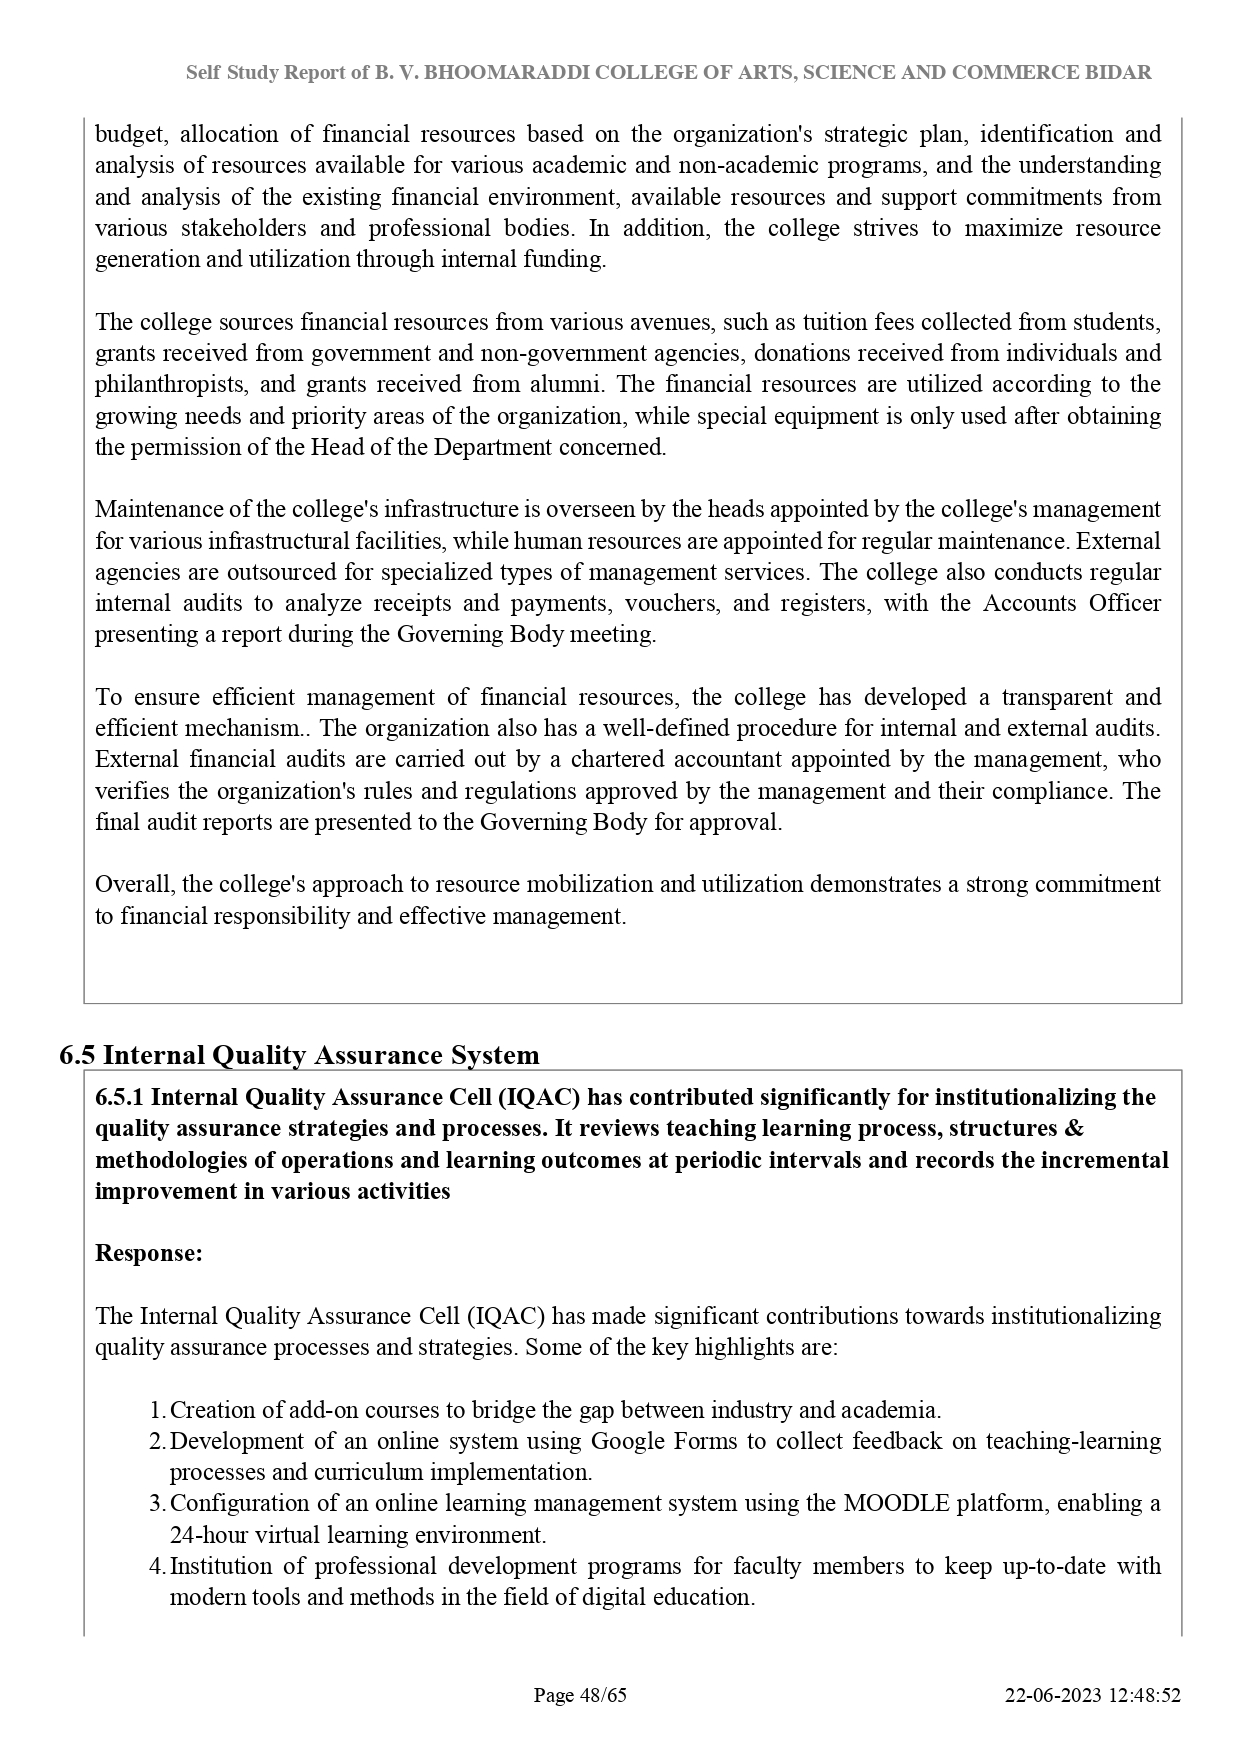 Self Study Report of B. V. BHOOMARADDI COLLEGE OF ARTS, SCIENCE AND COMMERCE BIDAR
budget, allocation of financial resources based on the organization's strategic plan, identification and
analysis of resources available for various academic and non-academic programs, and the understanding
and analysis of the existing financial environment, available resources and support commitments from
various stakeholders and professional bodies. In addition, the college strives to maximize resource
generation and utilization through internal funding.
The college sources financial resources from various avenues, such as tuition fees collected from students,
grants received from government and non-government agencies, donations received from individuals and
philanthropists, and grants received from alumni. The financial resources are utilized according to the
growing needs and priority areas of the organization, while special equipment is only used after obtaining
the permission of the Head of the Department concerned.
Maintenance of the college's infrastructure is overseen by the heads appointed by the college's management
for various infrastructural facilities, while human resources are appointed for regular maintenance. External
agencies are outsourced for specialized types of management services. The college also conducts regular
internal audits to analyze receipts and payments, vouchers, and registers, with the Accounts Officer
presenting a report during the Governing Body meeting.
To ensure efficient management of financial resources, the college has developed a transparent and
efficient mechanism.. The organization also has a well-defined procedure for internal and external audits.
External financial audits are carried out by a chartered accountant appointed by the management, who
verifies the organization's rules and regulations approved by the management and their compliance. The
final audit reports are presented to the Governing Body for approval.
Overall, the college's approach to resource mobilization and utilization demonstrates a strong commitment
to financial responsibility and effective management.
6.5 Internal Quality Assurance System
6.5.1 Internal Quality Assurance Cell (IQAC) has contributed significantly for institutionalizing the
quality assurance strategies and processes. It reviews teaching learning process, structures &
methodologies of operations and learning outcomes at periodic intervals and records the incremental
improvement in various activities
Response:
The Internal Quality Assurance Cell (IQAC) has made significant contributions towards institutionalizing
quality assurance processes and strategies. Some of the key highlights are:
1. Creation of add-on courses to bridge the gap between industry and academia.
2. Development of an online system using Google Forms to collect feedback on teaching-learning
processes and curriculum implementation.
3. Configuration of an online learning management system using the MOODLE platform, enabling a
24-hour virtual learning environment.
4. Institution of professional development programs for faculty members to keep up-to-date with
modern tools and methods in the field of digital education.
Page 48/65
22-06-2023 12:48:52